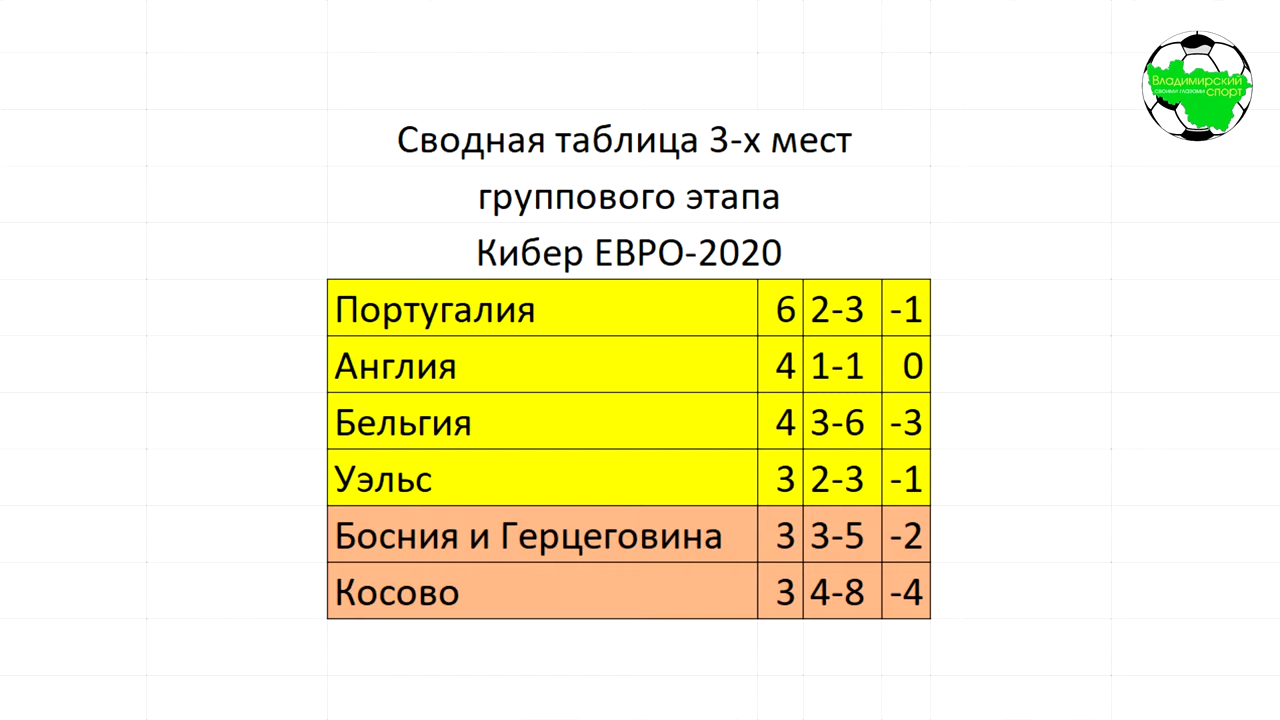 Владимирский
своими глазами спорт
Сводная таблица 3-х мест
группового этапа
Кибер ЕВРО-2020
Португалия 6 2-3 -1
Англия 4 1-1 0
Бельгия 4 3-6 -3
Уэльс 3 2-3 -1
Босния и Герцеговина 3 3-5 -2
Косово 3 4-8 -4